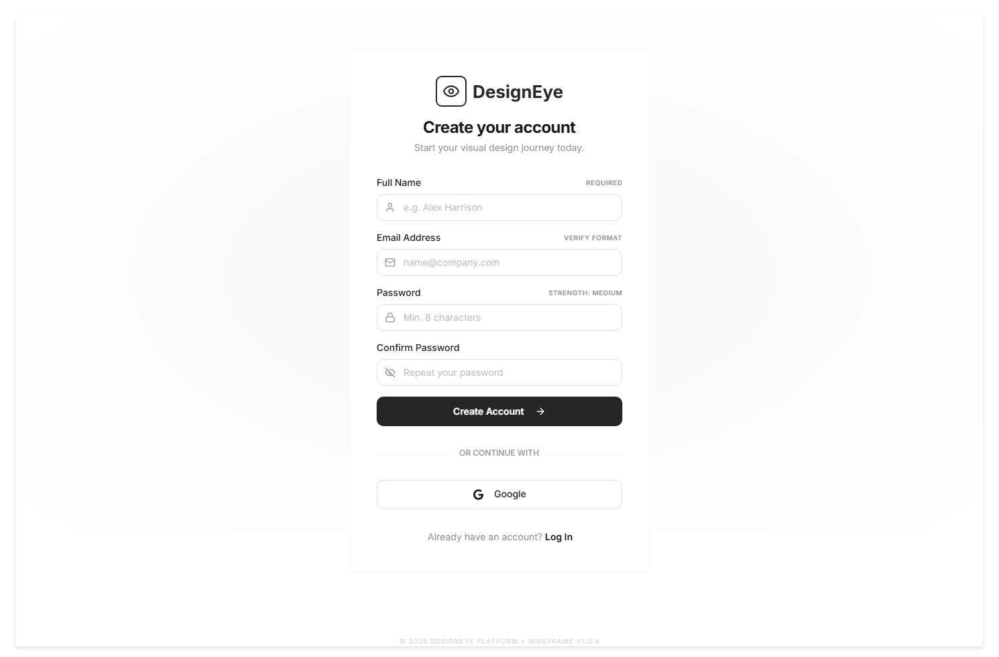 DesignEye
Create your account
Start your visual design journey today.
Full Name REQUIRED
e.g. Alex Harrison
Email Address VERIFY FORMAT
name@company.com
Password STRENGTH: MEDIUM
Min. 8 characters
Confirm Password
Repeat your password
Create Account →
OR CONTINUE WITH
G Google
Already have an account? Log In
© 2026 DESIGNEYE PLATFORM • WIREFRAME V1.0.4